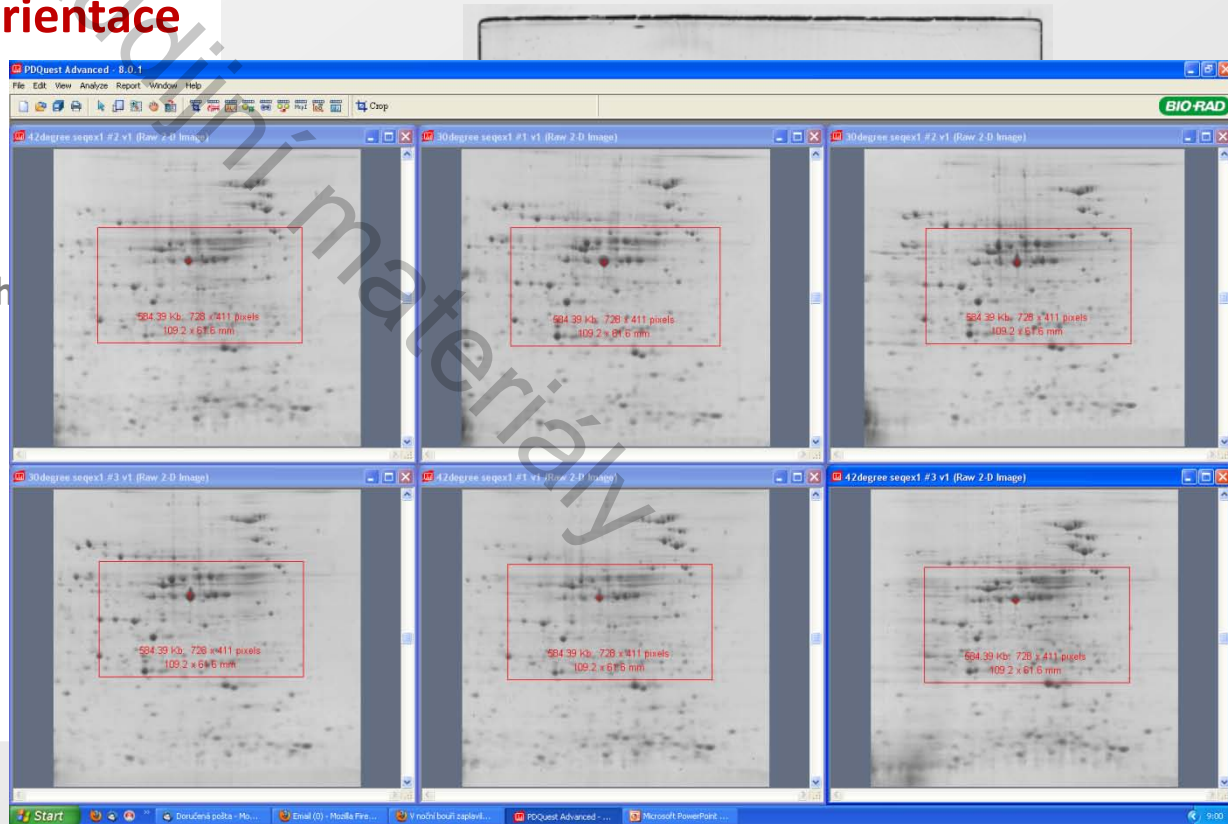 rientace
PDQuest Advanced - 8.0.1
File Edit View Analyze Report Window Help
Crop
BIO-RAD
42degree seqex1 #2 v1 (Raw 2-D Image)
30degree seqex1 #1 v1 (Raw 2-D Image)
30degree seqex1 #2 v1 (Raw 2-D Image)
584.39 Kb, 728 x 411 pixels
109.2 x 61.6 mm
584.39 Kb, 728 x 411 pixels
109.2 x 61.6 mm
584.39 Kb, 728 x 411 pixels
109.2 x 61.6 mm
30degree seqex1 #3 v1 (Raw 2-D Image)
42degree seqex1 #1 v1 (Raw 2-D Image)
42degree seqex1 #3 v1 (Raw 2-D Image)
584.39 Kb, 728 x 411 pixels
109.2 x 61.6 mm
584.39 Kb, 728 x 411 pixels
109.2 x 61.6 mm
584.39 Kb, 728 x 411 pixels
109.2 x 61.6 mm
Start
Doručená pošta - Mo...
Email (0) - Mozilla Fire...
V noční bouři zaplavil...
PDQuest Advanced - ...
Microsoft PowerPoint ...
9:00
materiály